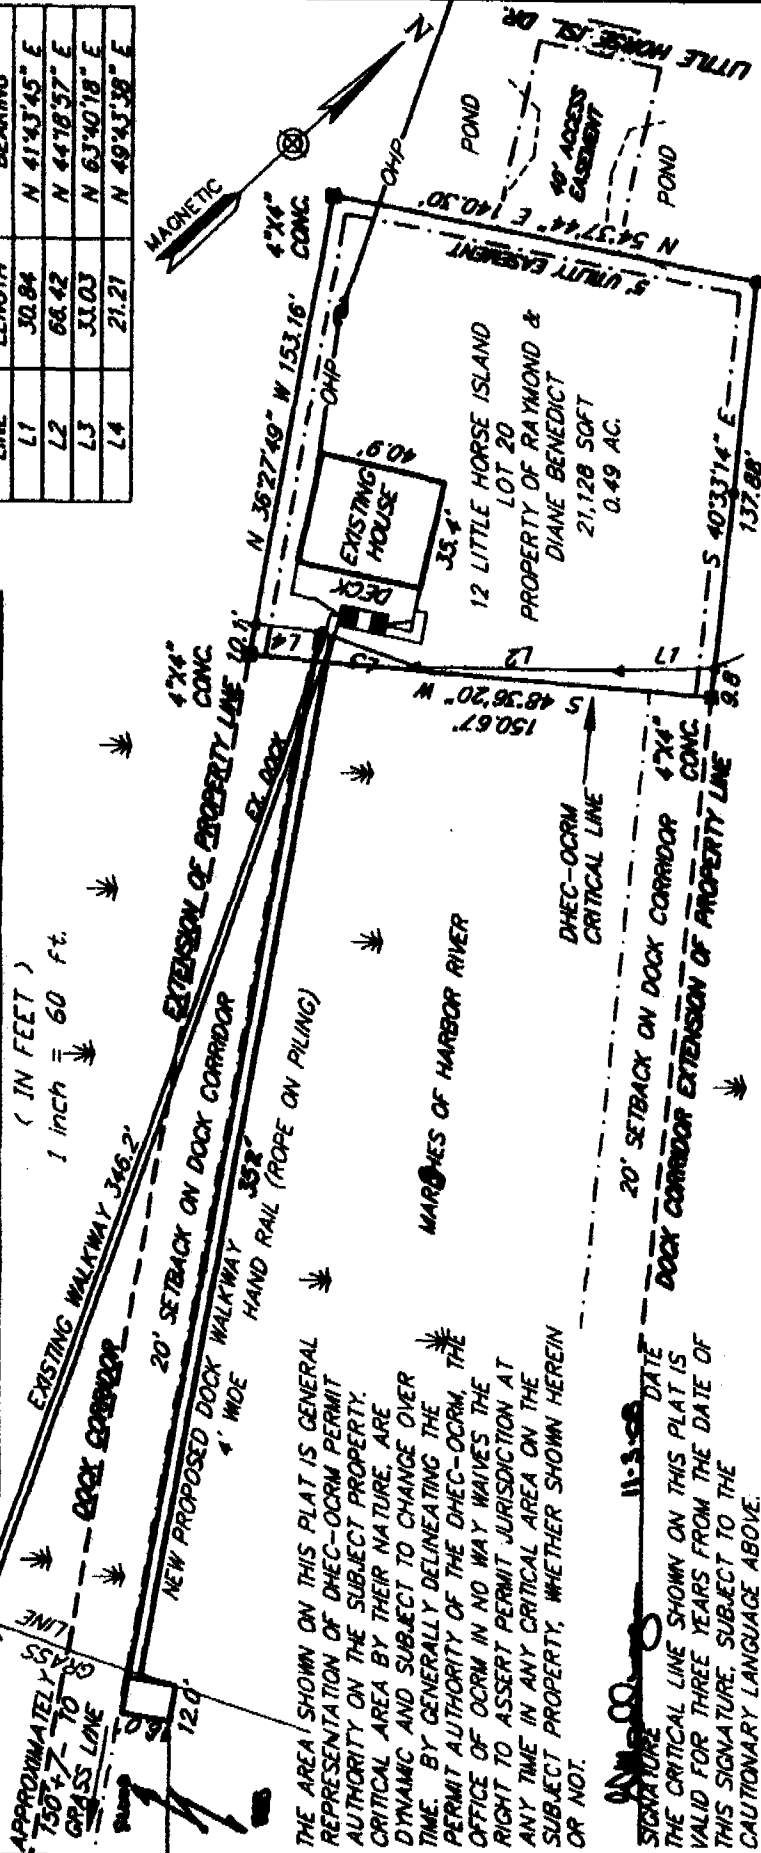 LINE LENGTH BEARING
L1 30.84 N 41°43'45" E
L2 66.42 N 44°18'57" E
L3 33.03 N 63°40'18" E
L4 21.21 N 49°43'38" E
MAGNETIC
N
( IN FEET )
1 inch = 60 ft.
LITTLE HORSE ISL. DR.
POND
40' ACCESS
EASEMENT
POND
OHP
4"X4"
CONC.
N 54°37'44" E 140.30'
5' UTILITY EASEMENT
N 36°27'49" W 153.16'
OHP
40.9'
EXISTING
HOUSE
35.4'
DECK
12 LITTLE HORSE ISLAND
LOT 20
PROPERTY OF RAYMOND &
DIANE BENEDICT
21,128 SQFT
0.49 AC.
S 40°33'14" E
137.88'
4"X4"
CONC.
10.1'
L4
L3
L2
L1
S 48°36'20" W
150.67'
9.8'
4"X4"
CONC.
DHEC-OCRM
CRITICAL LINE
EXTENSION OF PROPERTY LINE
EX. DOCK
EXISTING WALKWAY 346.2'
DOCK CORRIDOR
20' SETBACK ON DOCK CORRIDOR
NEW PROPOSED DOCK WALKWAY
4' WIDE
HAND RAIL (ROPE ON PILING)
MARSHES OF HARBOR RIVER
20' SETBACK ON DOCK CORRIDOR
DOCK CORRIDOR EXTENSION OF PROPERTY LINE
GRASS LINE
APPROXIMATELY
150'+/- TO
GRASS LINE
12.0'
THE AREA SHOWN ON THIS PLAT IS GENERAL
REPRESENTATION OF DHEC-OCRM PERMIT
AUTHORITY ON THE SUBJECT PROPERTY.
CRITICAL AREA BY THEIR NATURE, ARE
DYNAMIC AND SUBJECT TO CHANGE OVER
TIME. BY GENERALLY DELINEATING THE
PERMIT AUTHORITY OF THE DHEC-OCRM, THE
OFFICE OF OCRM IN NO WAY WAIVES THE
RIGHT TO ASSERT PERMIT JURISDICTION AT
ANY TIME IN ANY CRITICAL AREA ON THE
SUBJECT PROPERTY, WHETHER SHOWN HEREIN
OR NOT.
11-3-08
SIGNATURE DATE
THE CRITICAL LINE SHOWN ON THIS PLAT IS
VALID FOR THREE YEARS FROM THE DATE OF
THIS SIGNATURE, SUBJECT TO THE
CAUTIONARY LANGUAGE ABOVE.